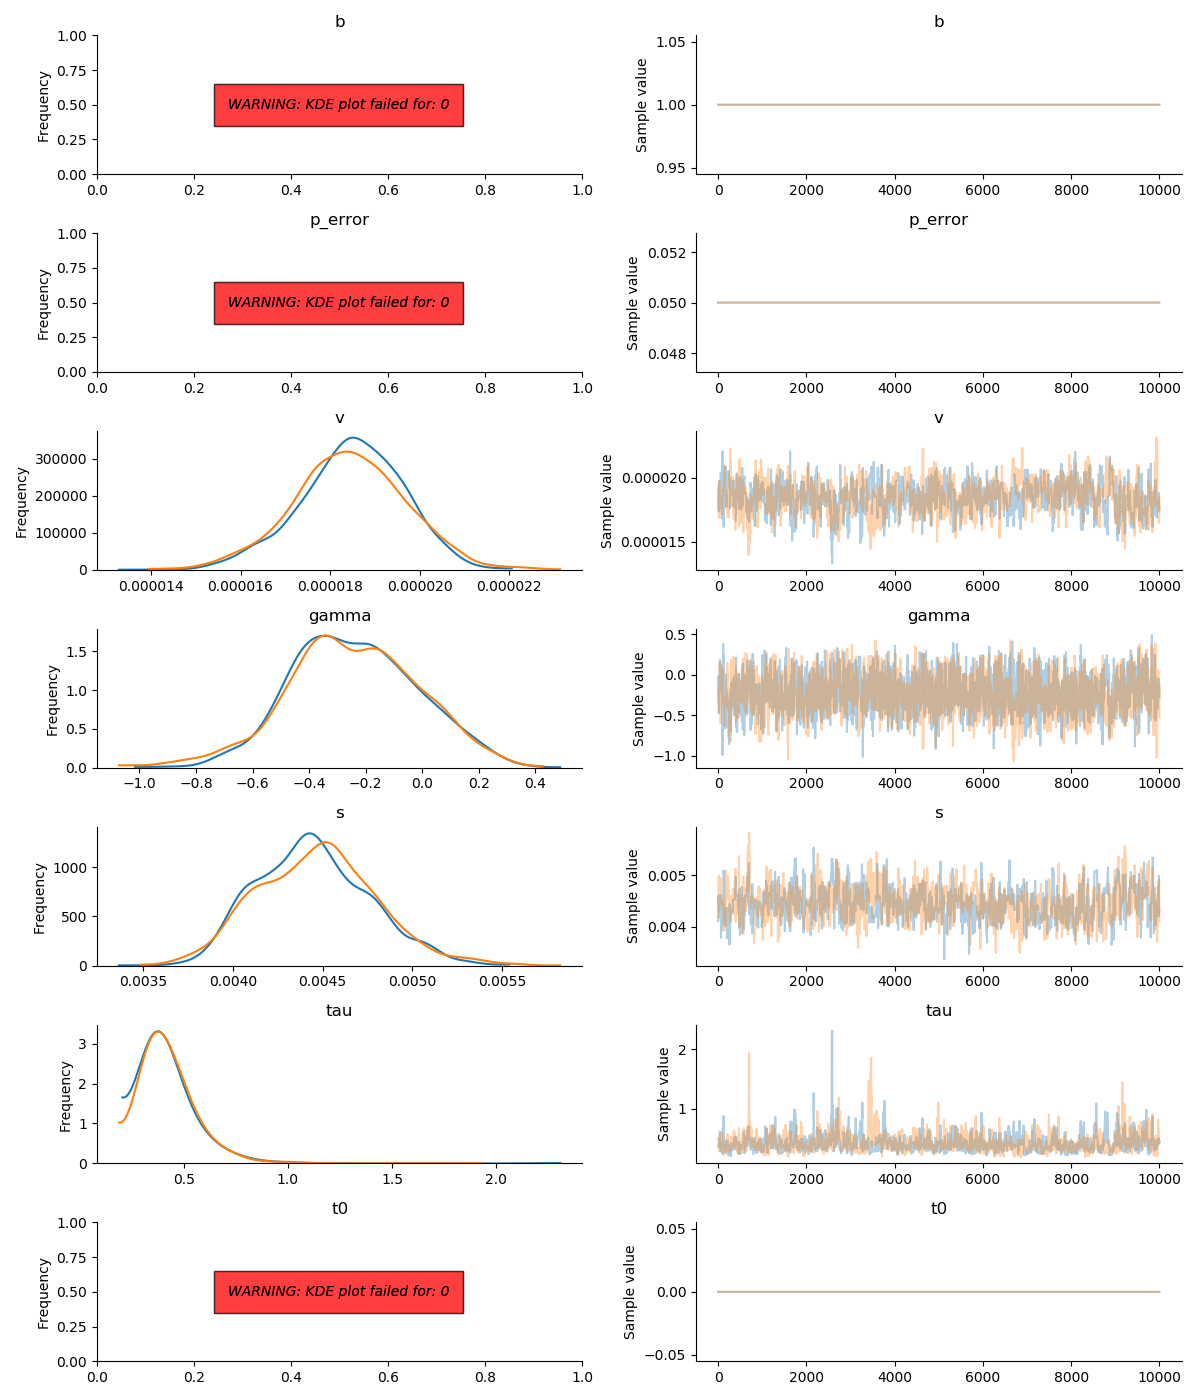 b
1.00
0.75
0.50
0.25
0.00
Frequency
WARNING: KDE plot failed for: 0
0.0 0.2 0.4 0.6 0.8 1.0
b
1.05
1.00
0.95
Sample value
0 2000 4000 6000 8000 10000
p_error
1.00
0.75
0.50
0.25
0.00
Frequency
WARNING: KDE plot failed for: 0
0.0 0.2 0.4 0.6 0.8 1.0
p_error
0.052
0.050
0.048
Sample value
0 2000 4000 6000 8000 10000
v
300000
200000
100000
0
Frequency
0.000014 0.000016 0.000018 0.000020 0.000022
v
0.000020
0.000015
Sample value
0 2000 4000 6000 8000 10000
gamma
1.5
1.0
0.5
0.0
Frequency
−1.0 −0.8 −0.6 −0.4 −0.2 0.0 0.2 0.4
gamma
0.5
0.0
−0.5
−1.0
Sample value
0 2000 4000 6000 8000 10000
s
1000
500
0
Frequency
0.0035 0.0040 0.0045 0.0050 0.0055
s
0.005
0.004
Sample value
0 2000 4000 6000 8000 10000
tau
3
2
1
0
Frequency
0.5 1.0 1.5 2.0
tau
2
1
Sample value
0 2000 4000 6000 8000 10000
t0
1.00
0.75
0.50
0.25
0.00
Frequency
WARNING: KDE plot failed for: 0
0.0 0.2 0.4 0.6 0.8 1.0
t0
0.05
0.00
−0.05
Sample value
0 2000 4000 6000 8000 10000